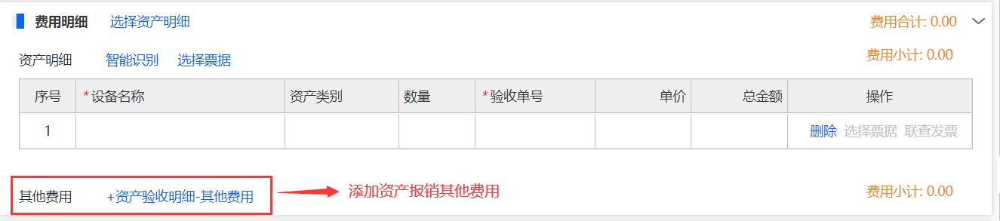 费用明细 选择资产明细 费用合计: 0.00
资产明细 智能识别 选择票据 费用小计: 0.00
序号 *设备名称 资产类别 数量 *验收单号 单价 总金额 操作
1 删除 选择票据 联查发票
其他费用 +资产验收明细-其他费用 添加资产报销其他费用 费用小计: 0.00